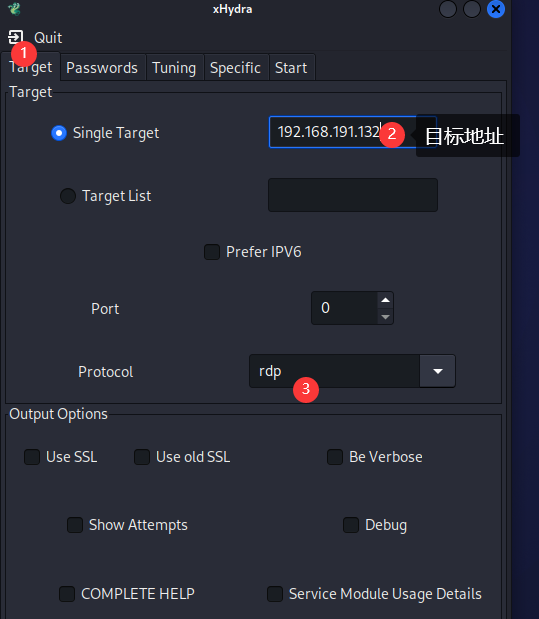 xHydra
Quit
1
Target Passwords Tuning Specific Start
Target
Single Target 192.168.191.132 2 目标地址
Target List
Prefer IPV6
Port 0
Protocol rdp
3
Output Options
Use SSL Use old SSL Be Verbose
Show Attempts Debug
COMPLETE HELP Service Module Usage Details